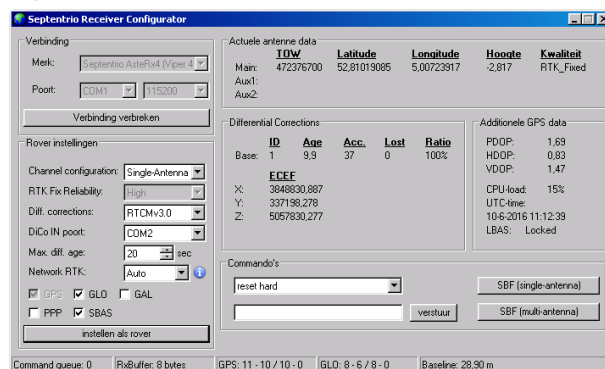 Septentrio Receiver Configurator
Verbinding
Merk: Septentrio AsteRx4 (Viper 4
Poort: COM1 115200
Verbinding verbreken
Rover instellingen
Channel configuration: Single-Antenna
RTK Fix Reliability: High
Diff. corrections: RTCMv3.0
DiCo IN poort: COM2
Max. diff. age: 20 sec
Network RTK: Auto
GPS GLO GAL
PPP SBAS
instellen als rover
Actuele antenne data
TOW Latitude Longitude Hoogte Kwaliteit
Main: 472376700 52,81019085 5,00723917 -2,817 RTK_Fixed
Aux1:
Aux2:
Differential Corrections
ID Age Acc. Lost Ratio
Base: 1 9,9 37 0 100%
ECEF
X: 3848830,887
Y: 337198,278
Z: 5057830,277
Additionele GPS data
PDOP: 1,69
HDOP: 0,83
VDOP: 1,47
CPU-load: 15%
UTC-time:
10-6-2016 11:12:39
LBAS: Locked
Commando's
reset hard
verstuur
SBF (single-antenna)
SBF (multi-antenna)
Command queue: 0 RxBuffer: 8 bytes GPS: 11 - 10 / 10 - 0 GLO: 8 - 6 / 8 - 0 Baseline: 28,90 m